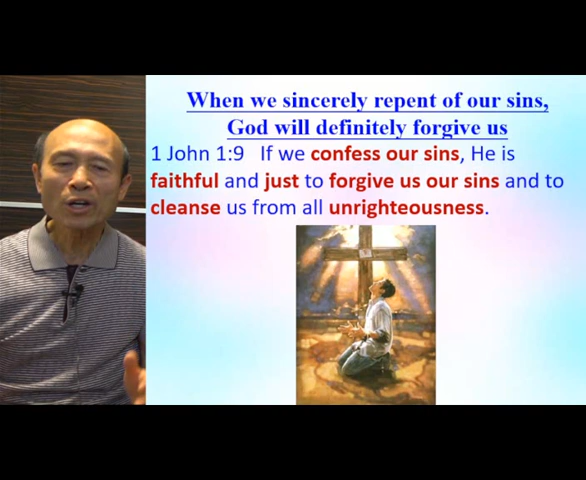 When we sincerely repent of our sins,
God will definitely forgive us
1 John 1:9 If we confess our sins, He is
faithful and just to forgive us our sins and to
cleanse us from all unrighteousness.